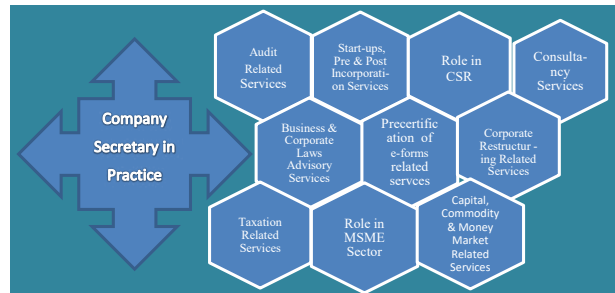 Company
Secretary in
Practice
Audit
Related
Services
Start-ups,
Pre & Post
Incorporati-
on Services
Role in
CSR
Consulta-
ncy
Services
Business &
Corporate
Laws
Advisory
Services
Precertific
ation of
e-forms
related
servces
Corporate
Restructur -
ing Related
Services
Taxation
Related
Services
Role in
MSME
Sector
Capital,
Commodity
& Money
Market
Related
Services